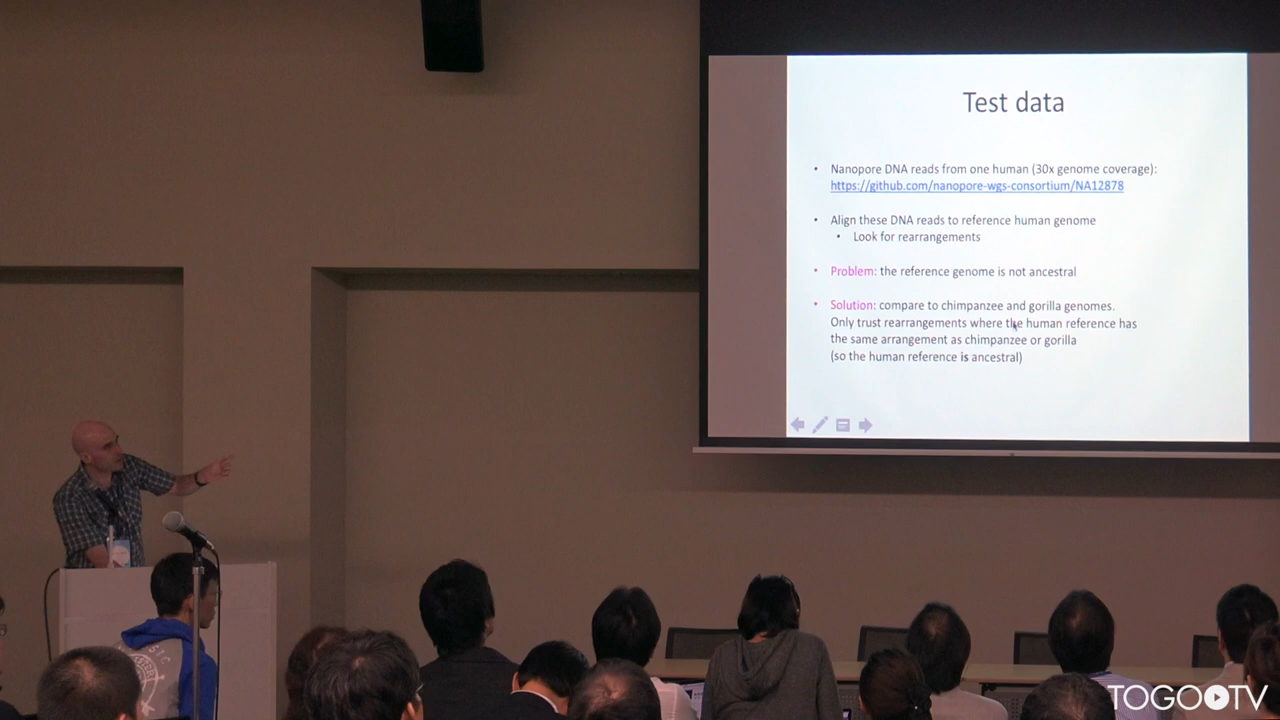 Test data
• Nanopore DNA reads from one human (30x genome coverage):
https://github.com/nanopore-wgs-consortium/NA12878
• Align these DNA reads to reference human genome
• Look for rearrangements
• Problem: the reference genome is not ancestral
• Solution: compare to chimpanzee and gorilla genomes.
Only trust rearrangements where the human reference has
the same arrangement as chimpanzee or gorilla
(so the human reference is ancestral)
TOGOTV